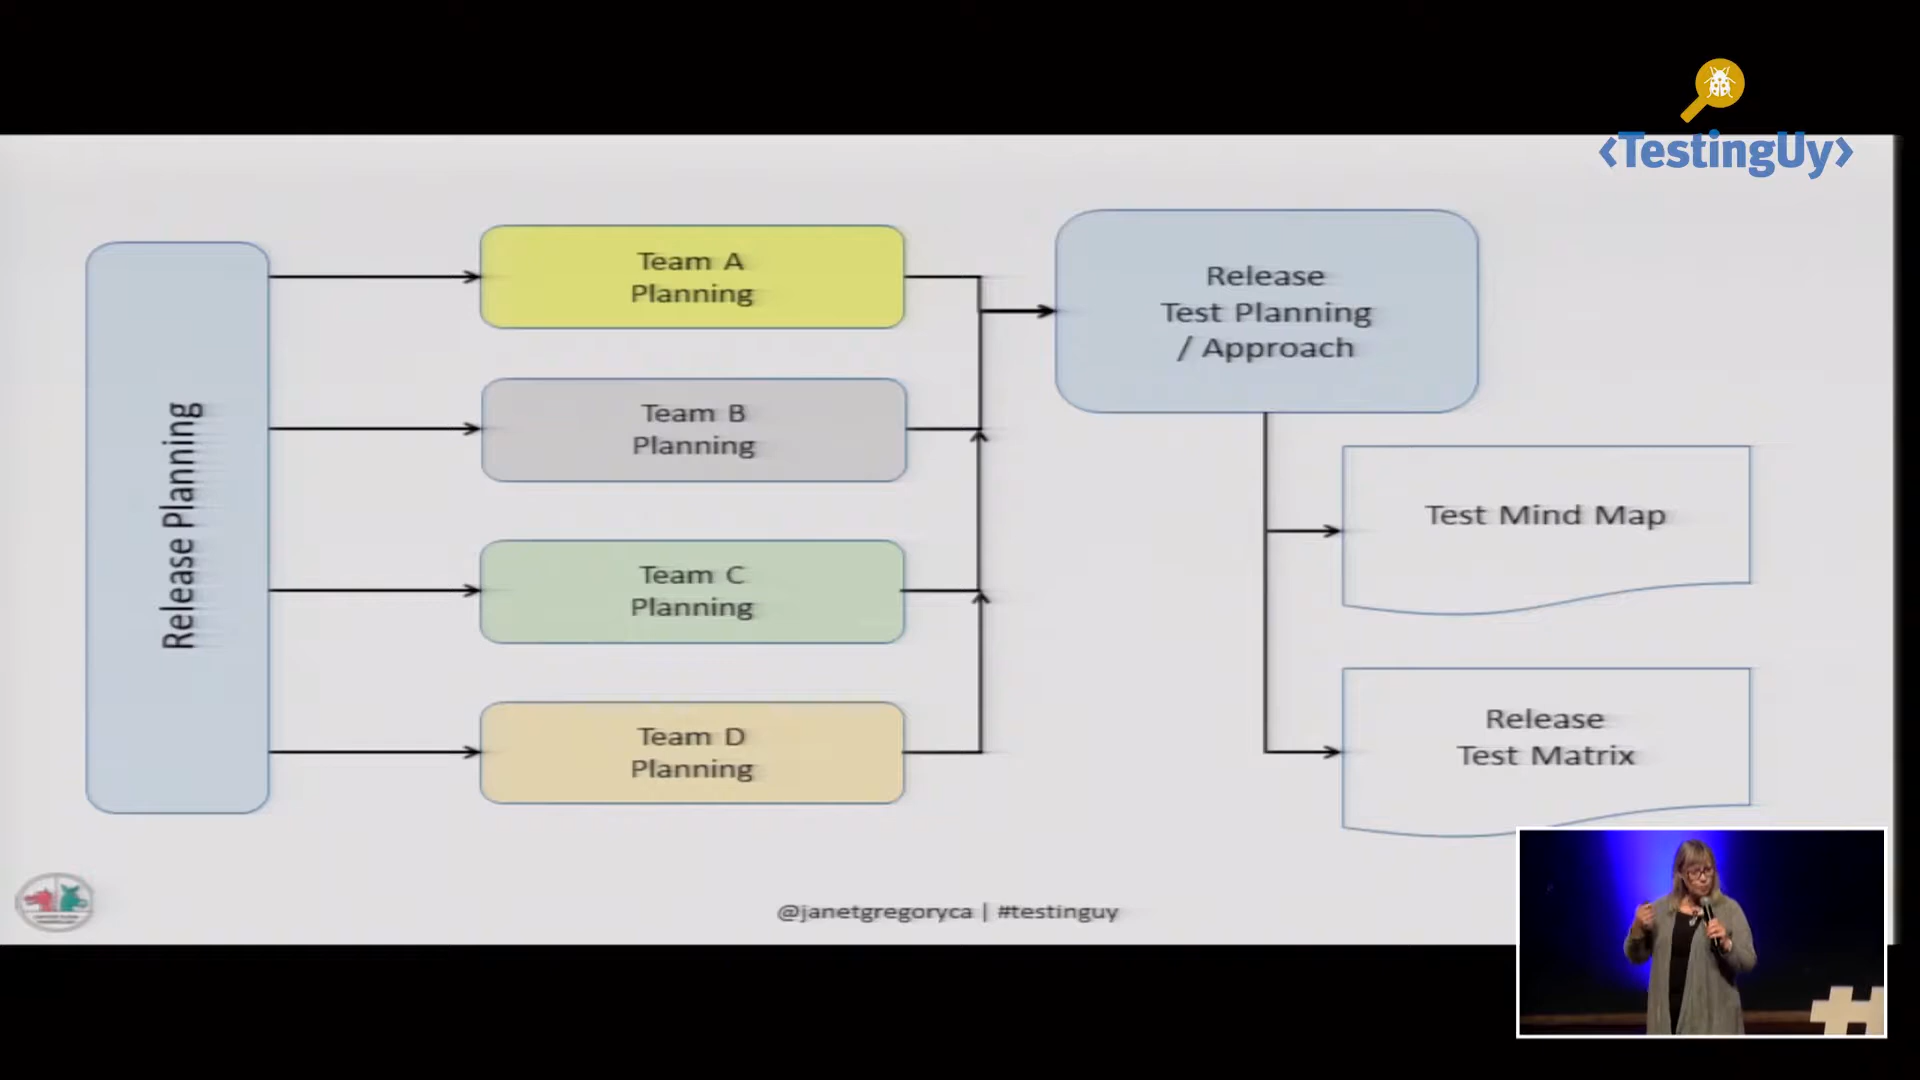 <TestingUy>
Release Planning
Team A
Planning
Team B
Planning
Team C
Planning
Team D
Planning
Release
Test Planning
/ Approach
Test Mind Map
Release
Test Matrix
@janetgregoryca | #testinguy
#